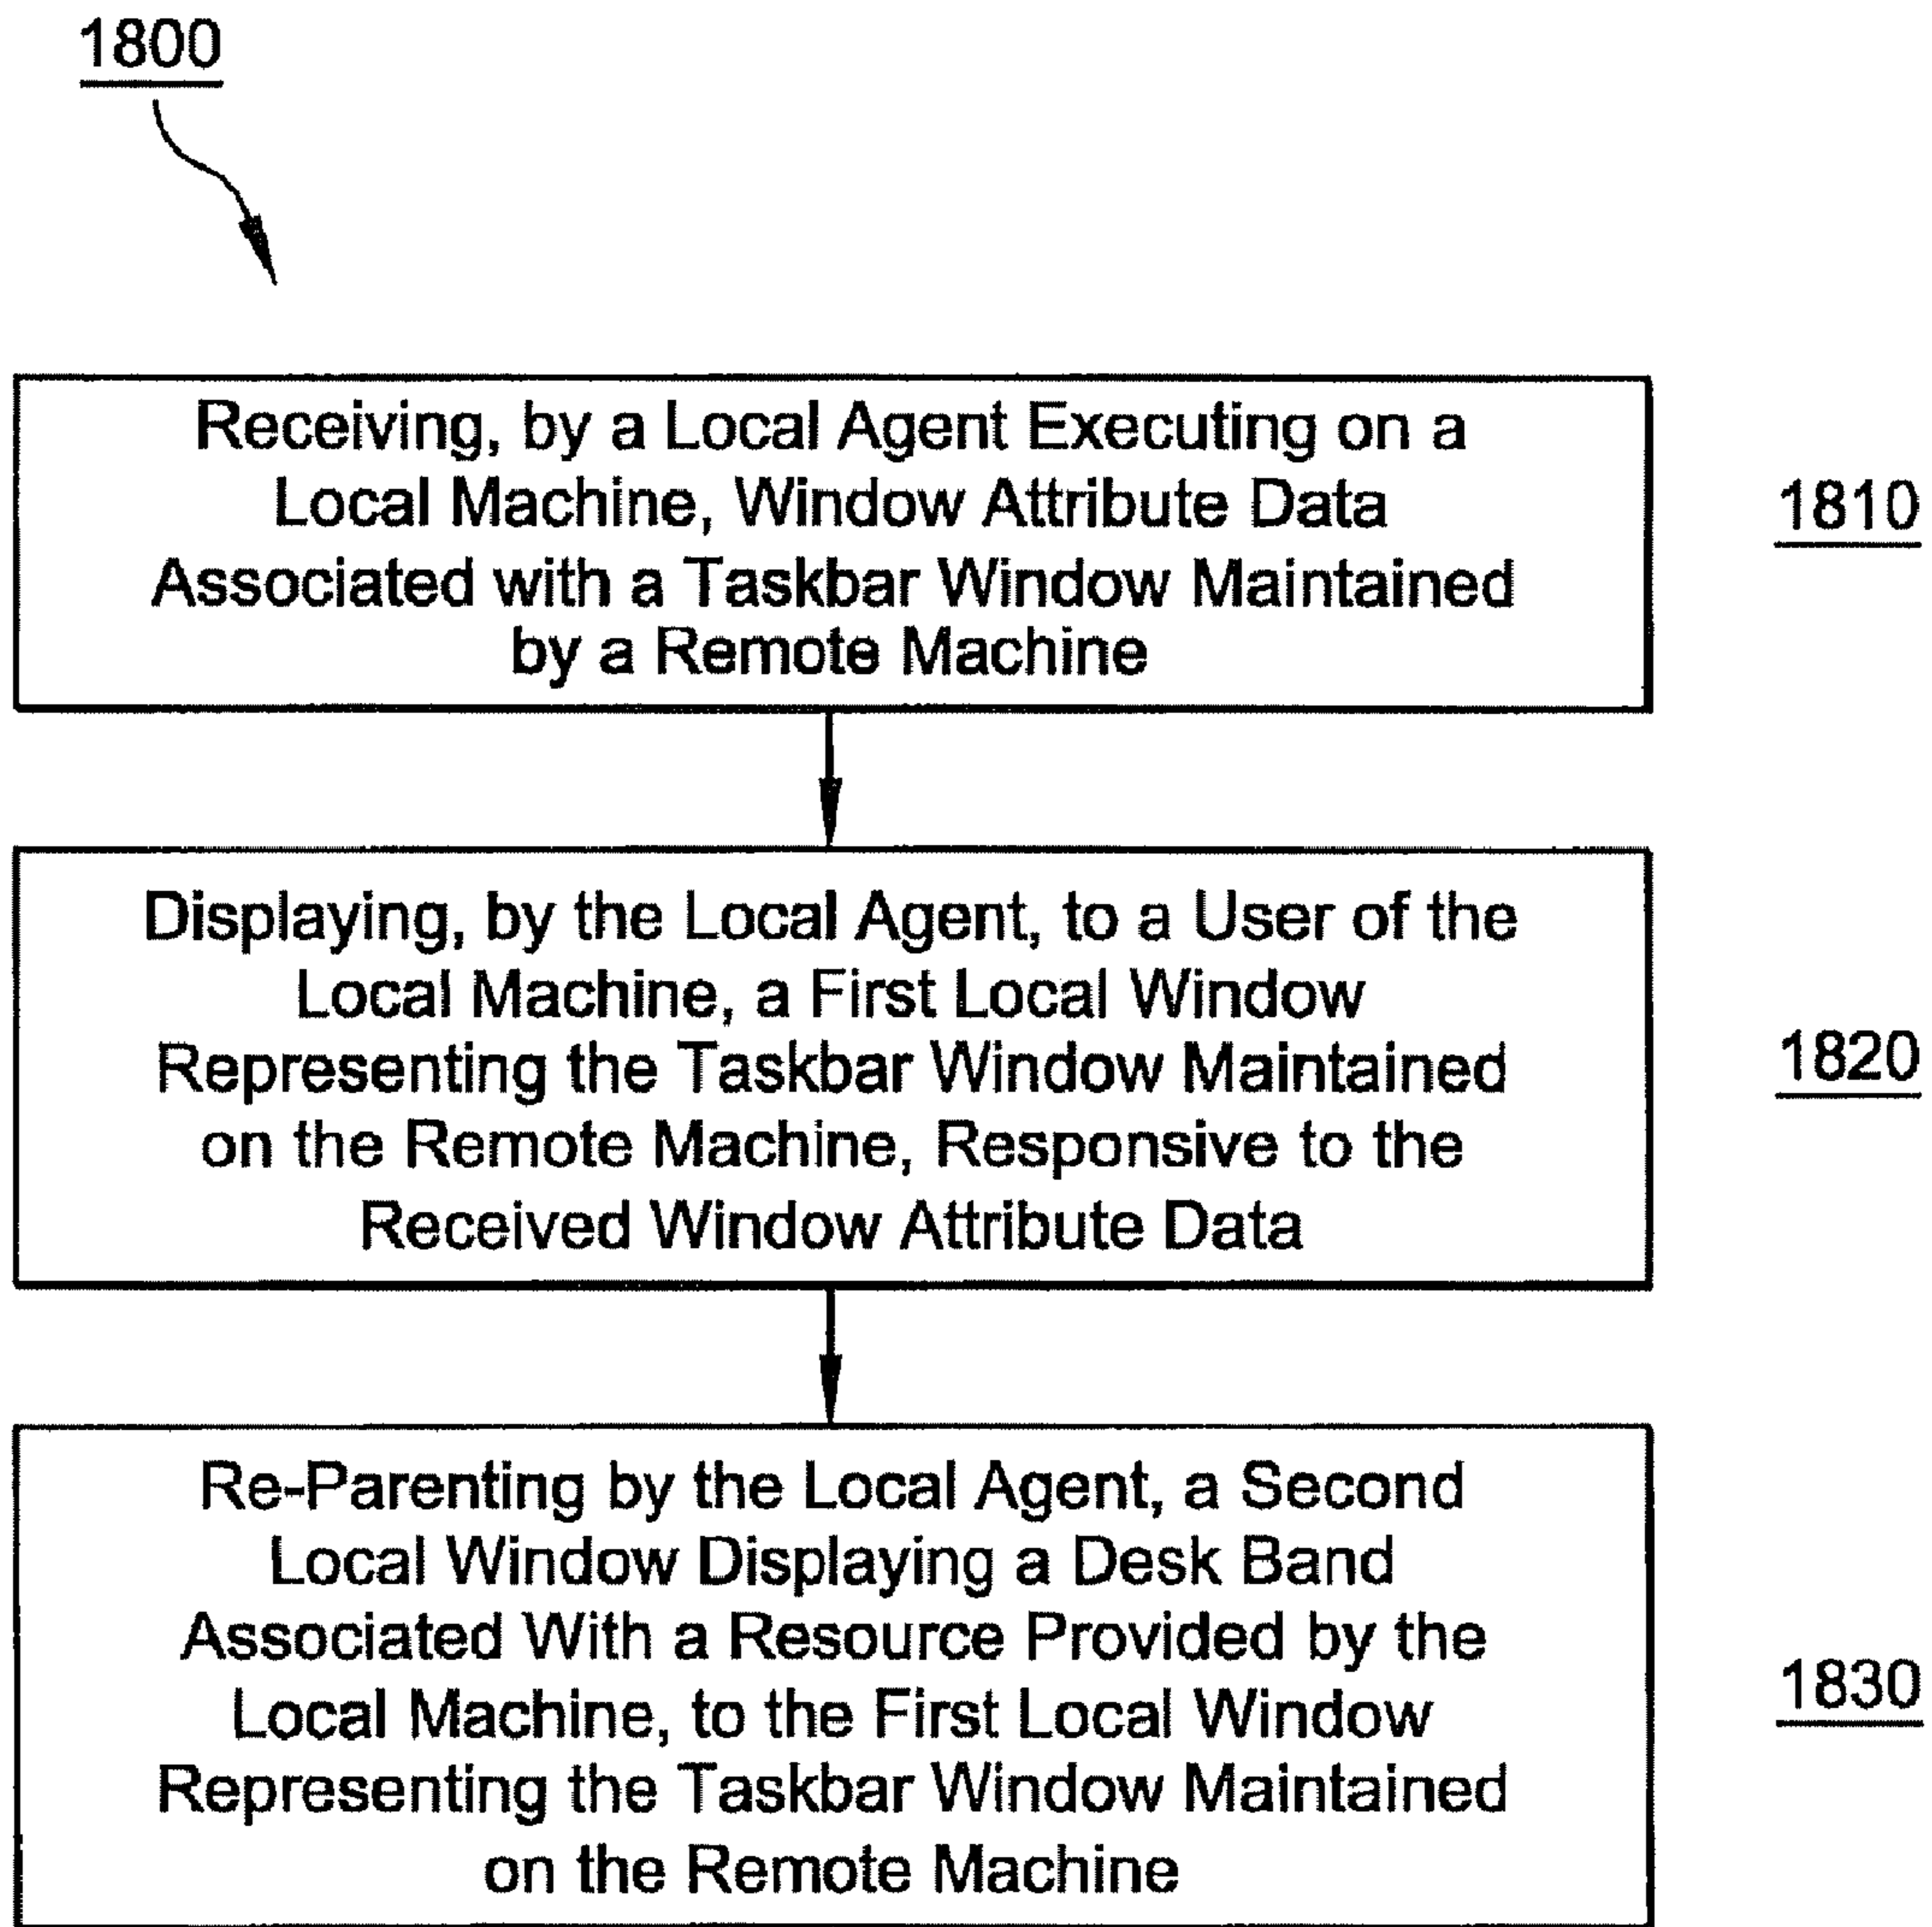 1800
Receiving, by a Local Agent Executing on a
Local Machine, Window Attribute Data
Associated with a Taskbar Window Maintained
by a Remote Machine
1810
Displaying, by the Local Agent, to a User of the
Local Machine, a First Local Window
Representing the Taskbar Window Maintained
on the Remote Machine, Responsive to the
Received Window Attribute Data
1820
Re-Parenting by the Local Agent, a Second
Local Window Displaying a Desk Band
Associated With a Resource Provided by the
Local Machine, to the First Local Window
Representing the Taskbar Window Maintained
on the Remote Machine
1830